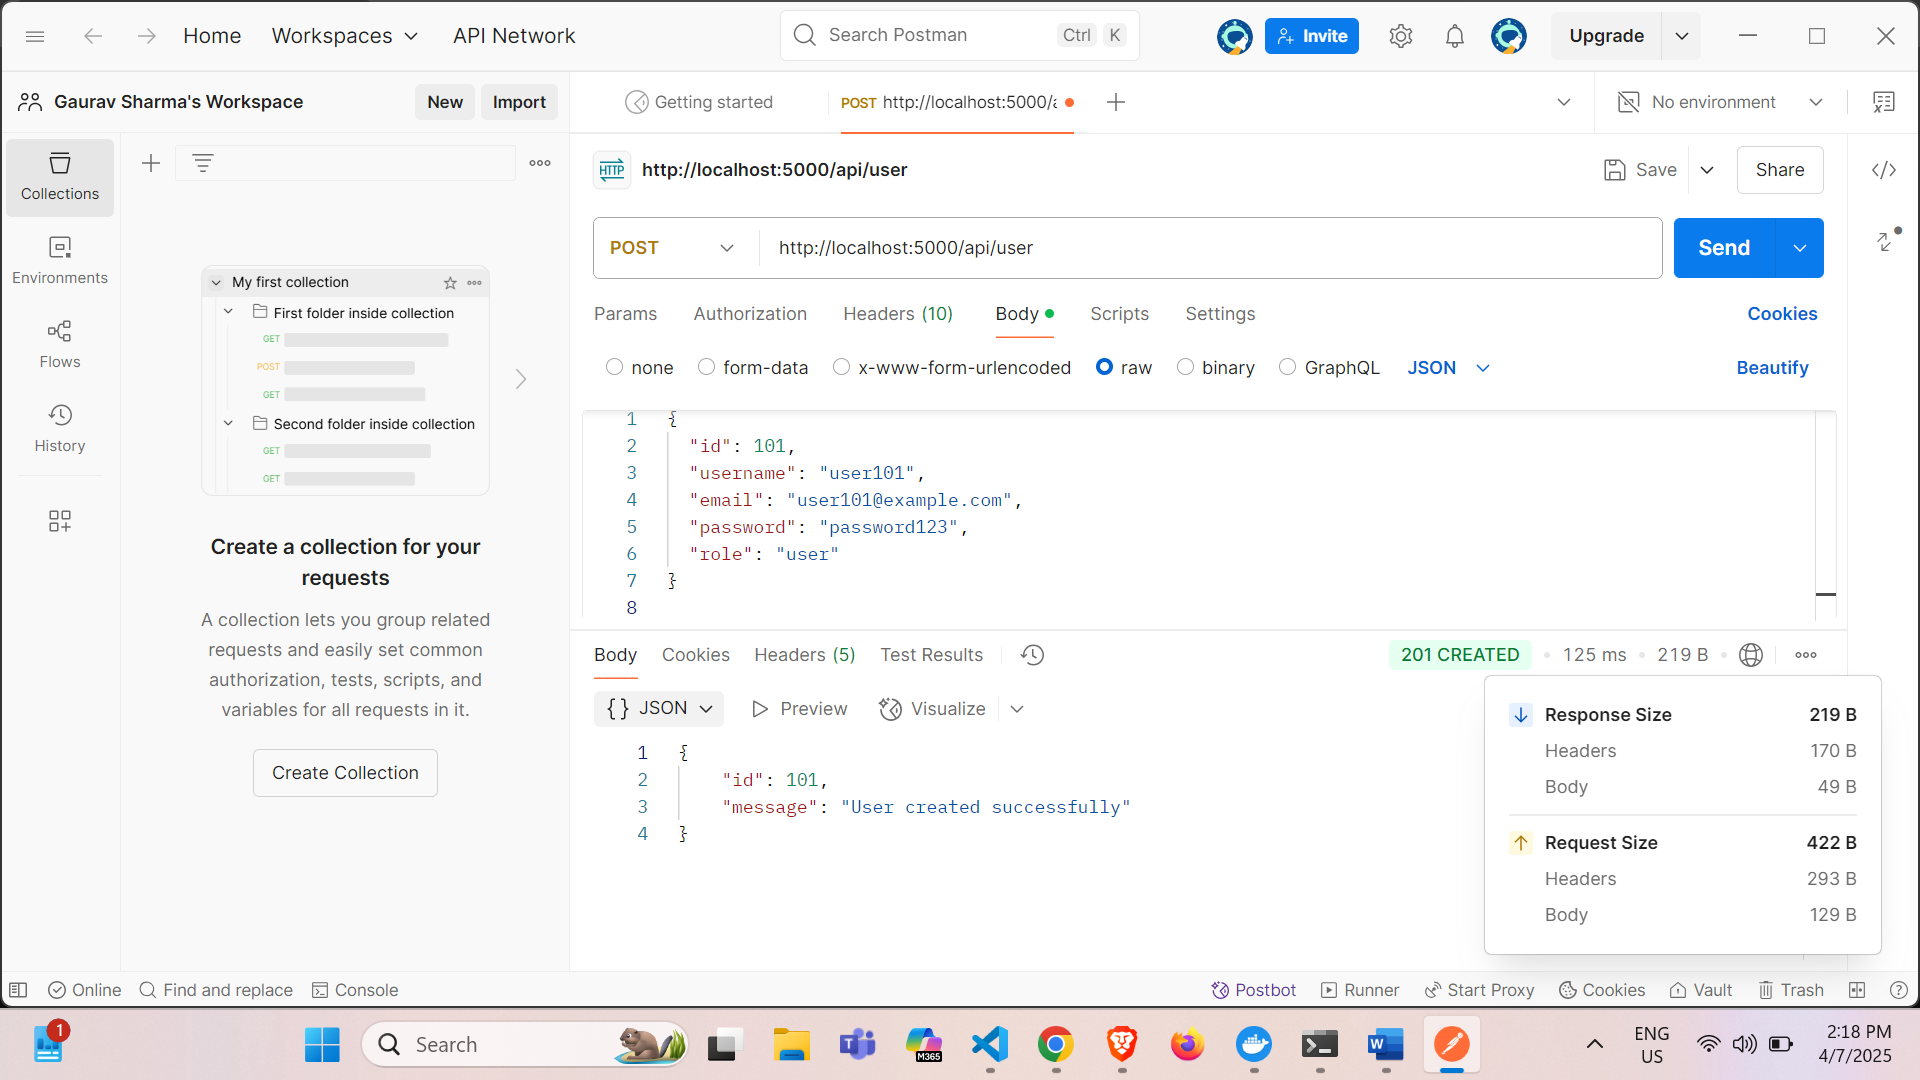 Home Workspaces API Network Search Postman Ctrl K Invite Upgrade
Gaurav Sharma's Workspace New Import Getting started POST http://localhost:5000/a No environment
Collections
Environments
Flows
History
My first collection
First folder inside collection
GET
POST
GET
Second folder inside collection
GET
GET
Create a collection for your
requests
A collection lets you group related
requests and easily set common
authorization, tests, scripts, and
variables for all requests in it.
Create Collection
HTTP http://localhost:5000/api/user Save Share
POST http://localhost:5000/api/user Send
Params Authorization Headers (10) Body Scripts Settings Cookies
none form-data x-www-form-urlencoded raw binary GraphQL JSON Beautify
1 {
2 "id": 101,
3 "username": "user101",
4 "email": "user101@example.com",
5 "password": "password123",
6 "role": "user"
7 }
8
Body Cookies Headers (5) Test Results 201 CREATED • 125 ms • 219 B •
{} JSON Preview Visualize
1 {
2 "id": 101,
3 "message": "User created successfully"
4 }
Response Size 219 B
Headers 170 B
Body 49 B
Request Size 422 B
Headers 293 B
Body 129 B
Online Find and replace Console Postbot Runner Start Proxy Cookies Vault Trash
1 Search M365 ENG
US
2:18 PM
4/7/2025